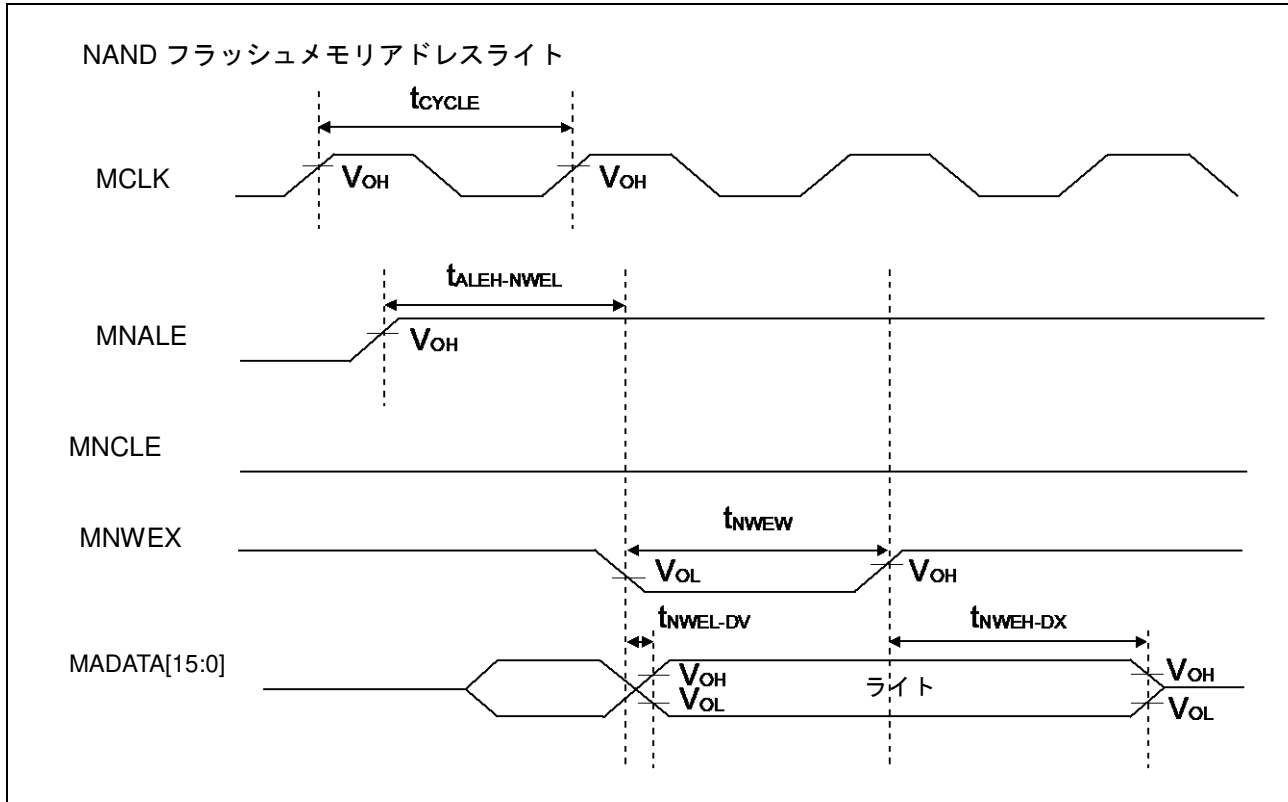 NAND フラッシュメモリアドレスライト
tCYCLE
MCLK
VOH
VOH
tALEH-NWEL
MNALE
VOH
MNCLE
MNWEX
tNWEW
VOL
VOH
tNWEL-DV
tNWEH-DX
MADATA[15:0]
VOH
VOL
ライト
VOH
VOL